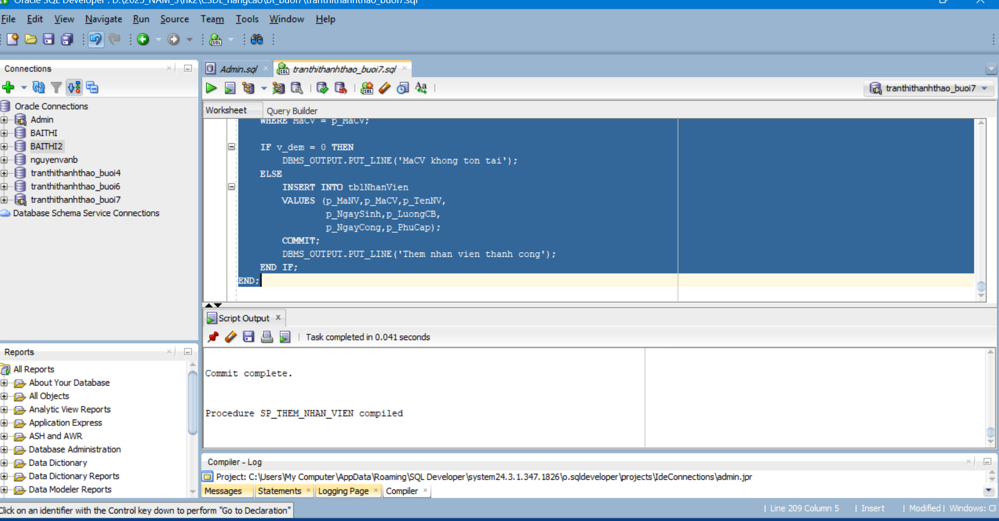 Oracle SQL Developer : D:\2025_NAM_3\hk2\CSDL_nangcao\bt_buoi7\tranthithanhthao_buoi7.sql
File Edit View Navigate Run Source Team Tools Window Help
Connections
Oracle Connections
Admin
BAITHI
BAITHI2
nguyenvanb
tranthithanhthao_buoi4
tranthithanhthao_buoi6
tranthithanhthao_buoi7
Database Schema Service Connections
Reports
All Reports
About Your Database
All Objects
Analytic View Reports
Application Express
ASH and AWR
Database Administration
Data Dictionary
Data Dictionary Reports
Data Modeler Reports
Admin.sql tranthithanhthao_buoi7.sql
tranthithanhthao_buoi7
Worksheet Query Builder
WHERE MaCV = p_MaCV;
IF v_dem = 0 THEN
DBMS_OUTPUT.PUT_LINE('MaCV khong ton tai');
ELSE
INSERT INTO tblNhanVien
VALUES (p_MaNV,p_MaCV,p_TenNV,
p_NgaySinh,p_LuongCB,
p_NgayCong,p_PhuCap);
COMMIT;
DBMS_OUTPUT.PUT_LINE('Them nhan vien thanh cong');
END IF;
END;
Script Output
Task completed in 0.041 seconds
Commit complete.
Procedure SP_THEM_NHAN_VIEN compiled
Compiler - Log
Project: C:\Users\My Computer\AppData\Roaming\SQL Developer\system24.3.1.347.1826\o.sqldeveloper\projects\IdeConnections\admin.jpr
Messages Statements Logging Page Compiler
Click on an identifier with the Control key down to perform "Go to Declaration"
Line 209 Column 5 | Insert | Modified | Windows: CF